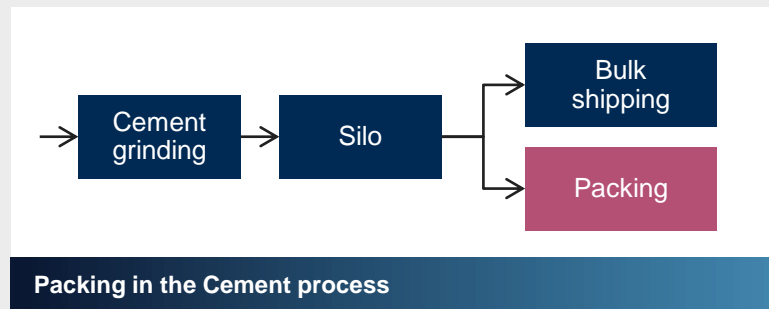 Cement
grinding
Silo
Bulk
shipping
Packing
Packing in the Cement process